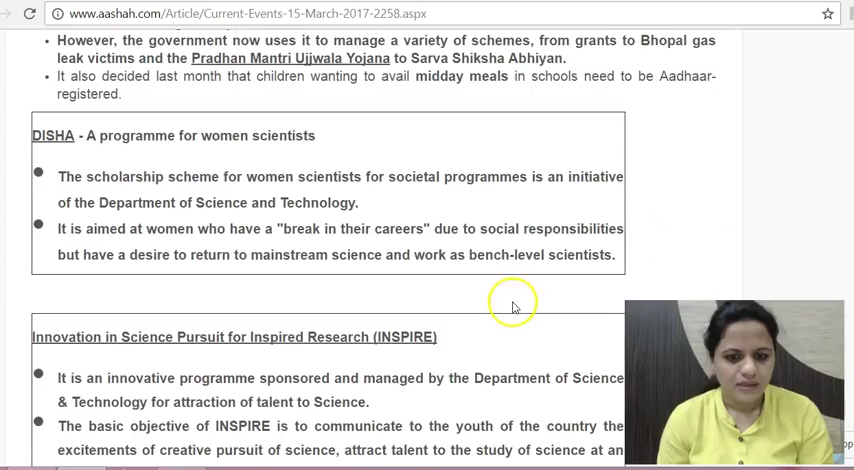 www.aashah.com/Article/Current-Events-15-March-2017-2258.aspx
However, the government now uses it to manage a variety of schemes, from grants to Bhopal gas
leak victims and the Pradhan Mantri Ujjwala Yojana to Sarva Shiksha Abhiyan.
It also decided last month that children wanting to avail midday meals in schools need to be Aadhaar-
registered.
DISHA - A programme for women scientists
The scholarship scheme for women scientists for societal programmes is an initiative
of the Department of Science and Technology.
It is aimed at women who have a "break in their careers" due to social responsibilities
but have a desire to return to mainstream science and work as bench-level scientists.
Innovation in Science Pursuit for Inspired Research (INSPIRE)
It is an innovative programme sponsored and managed by the Department of Science
& Technology for attraction of talent to Science.
The basic objective of INSPIRE is to communicate to the youth of the country the
excitements of creative pursuit of science, attract talent to the study of science at an